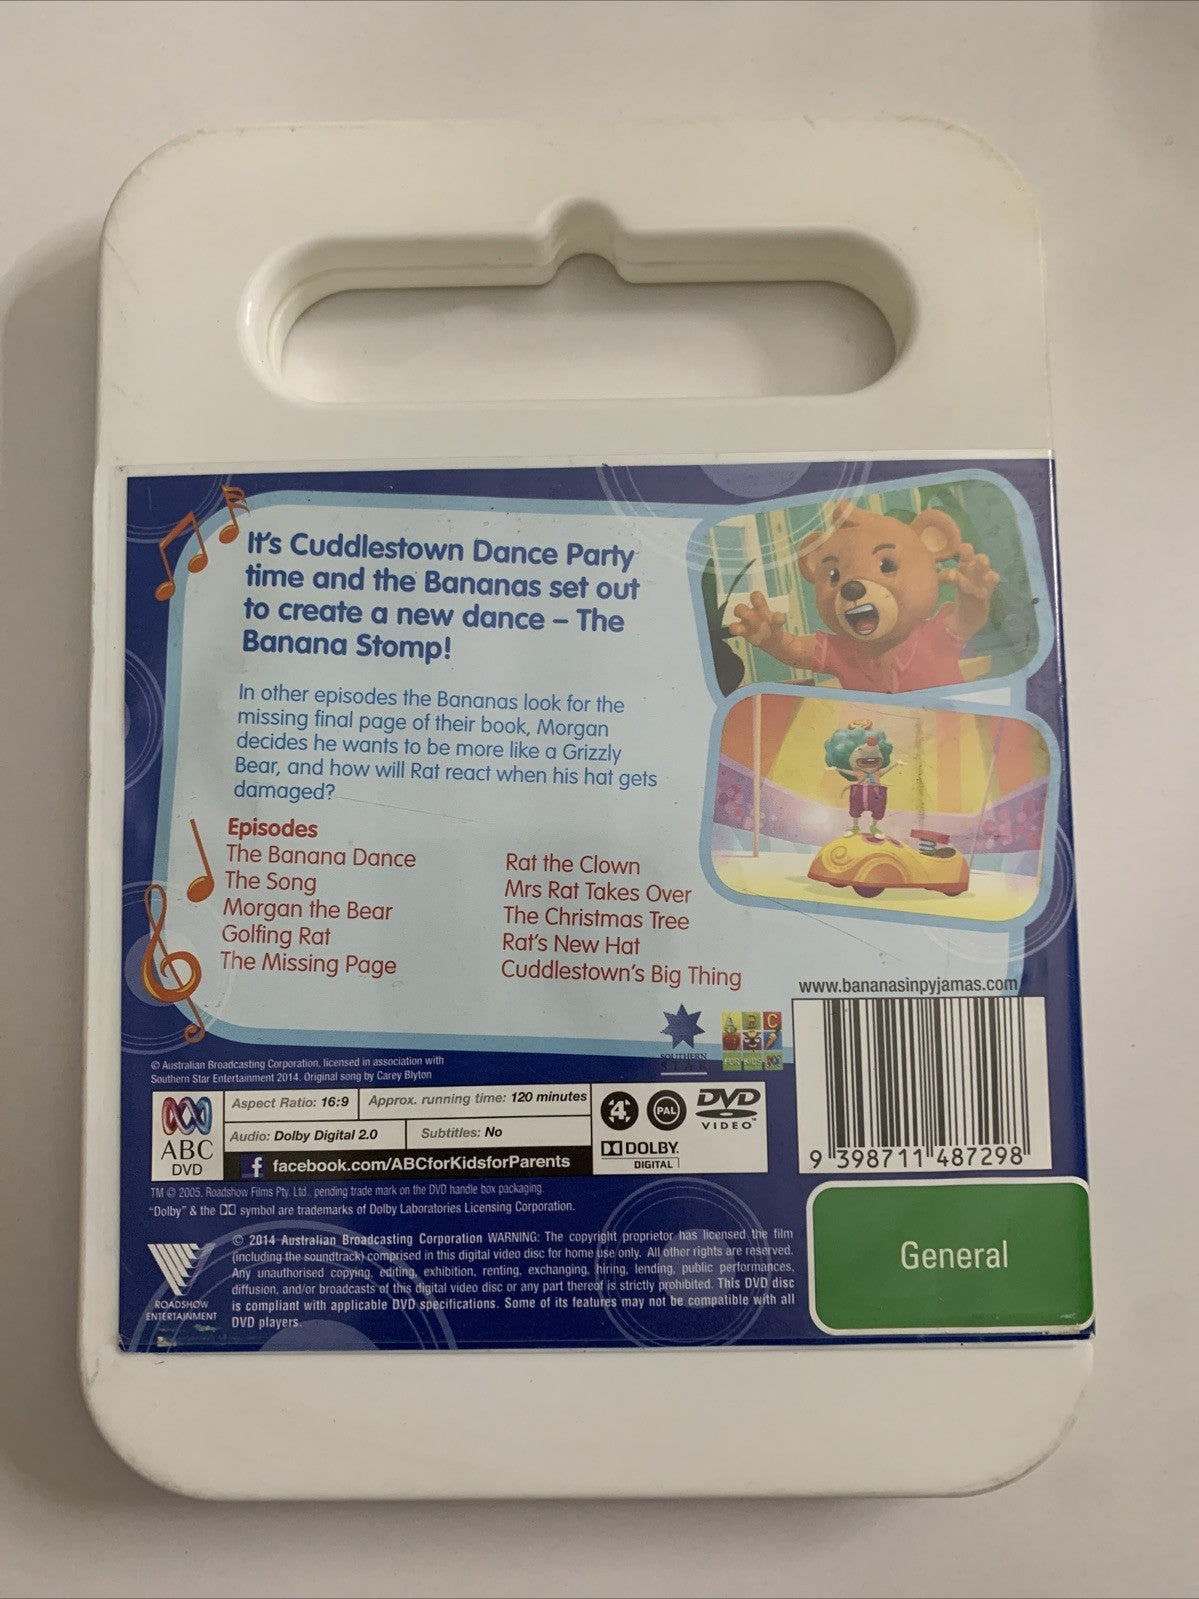 It's Cuddlestown Dance Party
time and the Bananas set out
to create a new dance – The
Banana Stomp!
In other episodes the Bananas look for the
missing final page of their book, Morgan
decides he wants to be more like a Grizzly
Bear, and how will Rat react when his hat gets
damaged?
Episodes
The Banana Dance
The Song
Morgan the Bear
Golfing Rat
The Missing Page
Rat the Clown
Mrs Rat Takes Over
The Christmas Tree
Rat's New Hat
Cuddlestown's Big Thing
www.bananasinpyjamas.com
SOUTHERN
A B C
FOR KIDS
© Australian Broadcasting Corporation, licensed in association with
Southern Star Entertainment 2014. Original song by Carey Blyton
ABC
DVD
Aspect Ratio: 16:9
Approx. running time: 120 minutes
Audio: Dolby Digital 2.0
Subtitles: No
f facebook.com/ABCforKidsforParents
4
PAL
DVD
VIDEO™
DOLBY
DIGITAL
9 398711 487298
TM © 2005. Roadshow Films Pty. Ltd., pending trade mark on the DVD handle box packaging.
"Dolby" & the DD symbol are trademarks of Dolby Laboratories Licensing Corporation.
ROADSHOW
ENTERTAINMENT
© 2014 Australian Broadcasting Corporation WARNING: The copyright proprietor has licensed the film
(including the soundtrack) comprised in this digital video disc for home use only. All other rights are reserved.
Any unauthorised copying, editing, exhibition, renting, exchanging, hiring, lending, public performances,
diffusion, and/or broadcasts of this digital video disc or any part thereof is strictly prohibited. This DVD disc
is compliant with applicable DVD specifications. Some of its features may not be compatible with all
DVD players.
General